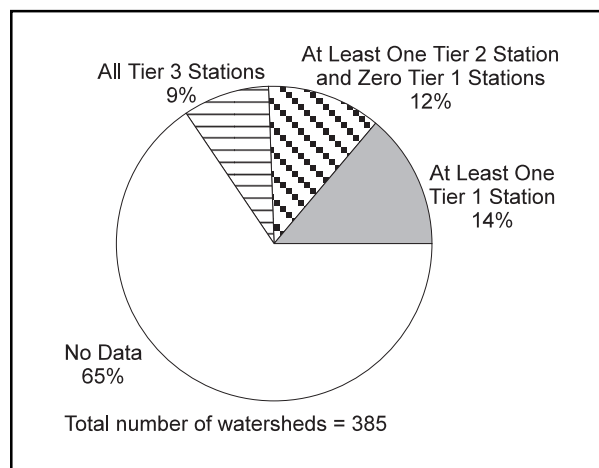 All Tier 3 Stations
9%
At Least One Tier 2 Station
and Zero Tier 1 Stations
12%
At Least One
Tier 1 Station
14%
No Data
65%
Total number of watersheds = 385